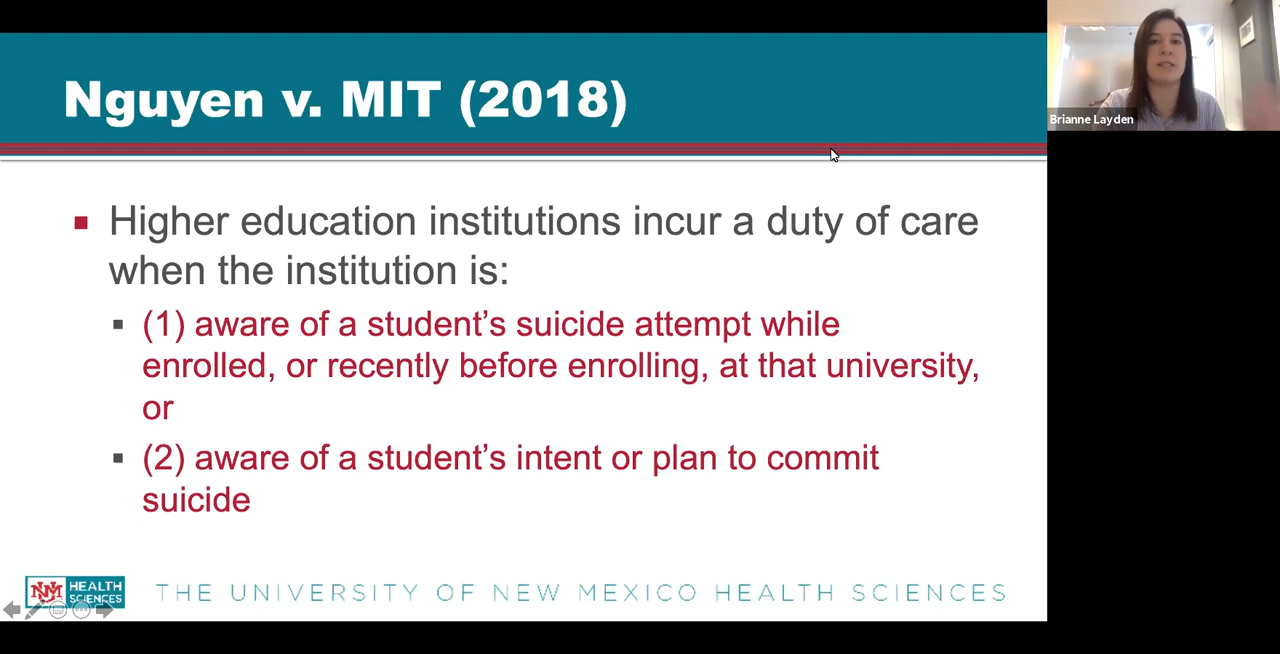 Nguyen v. MIT (2018)
Brianne Layden
Higher education institutions incur a duty of care
when the institution is:
(1) aware of a student’s suicide attempt while
enrolled, or recently before enrolling, at that university,
or
(2) aware of a student’s intent or plan to commit
suicide
UNM HEALTH
SCIENCES
THE UNIVERSITY OF NEW MEXICO HEALTH SCIENCES